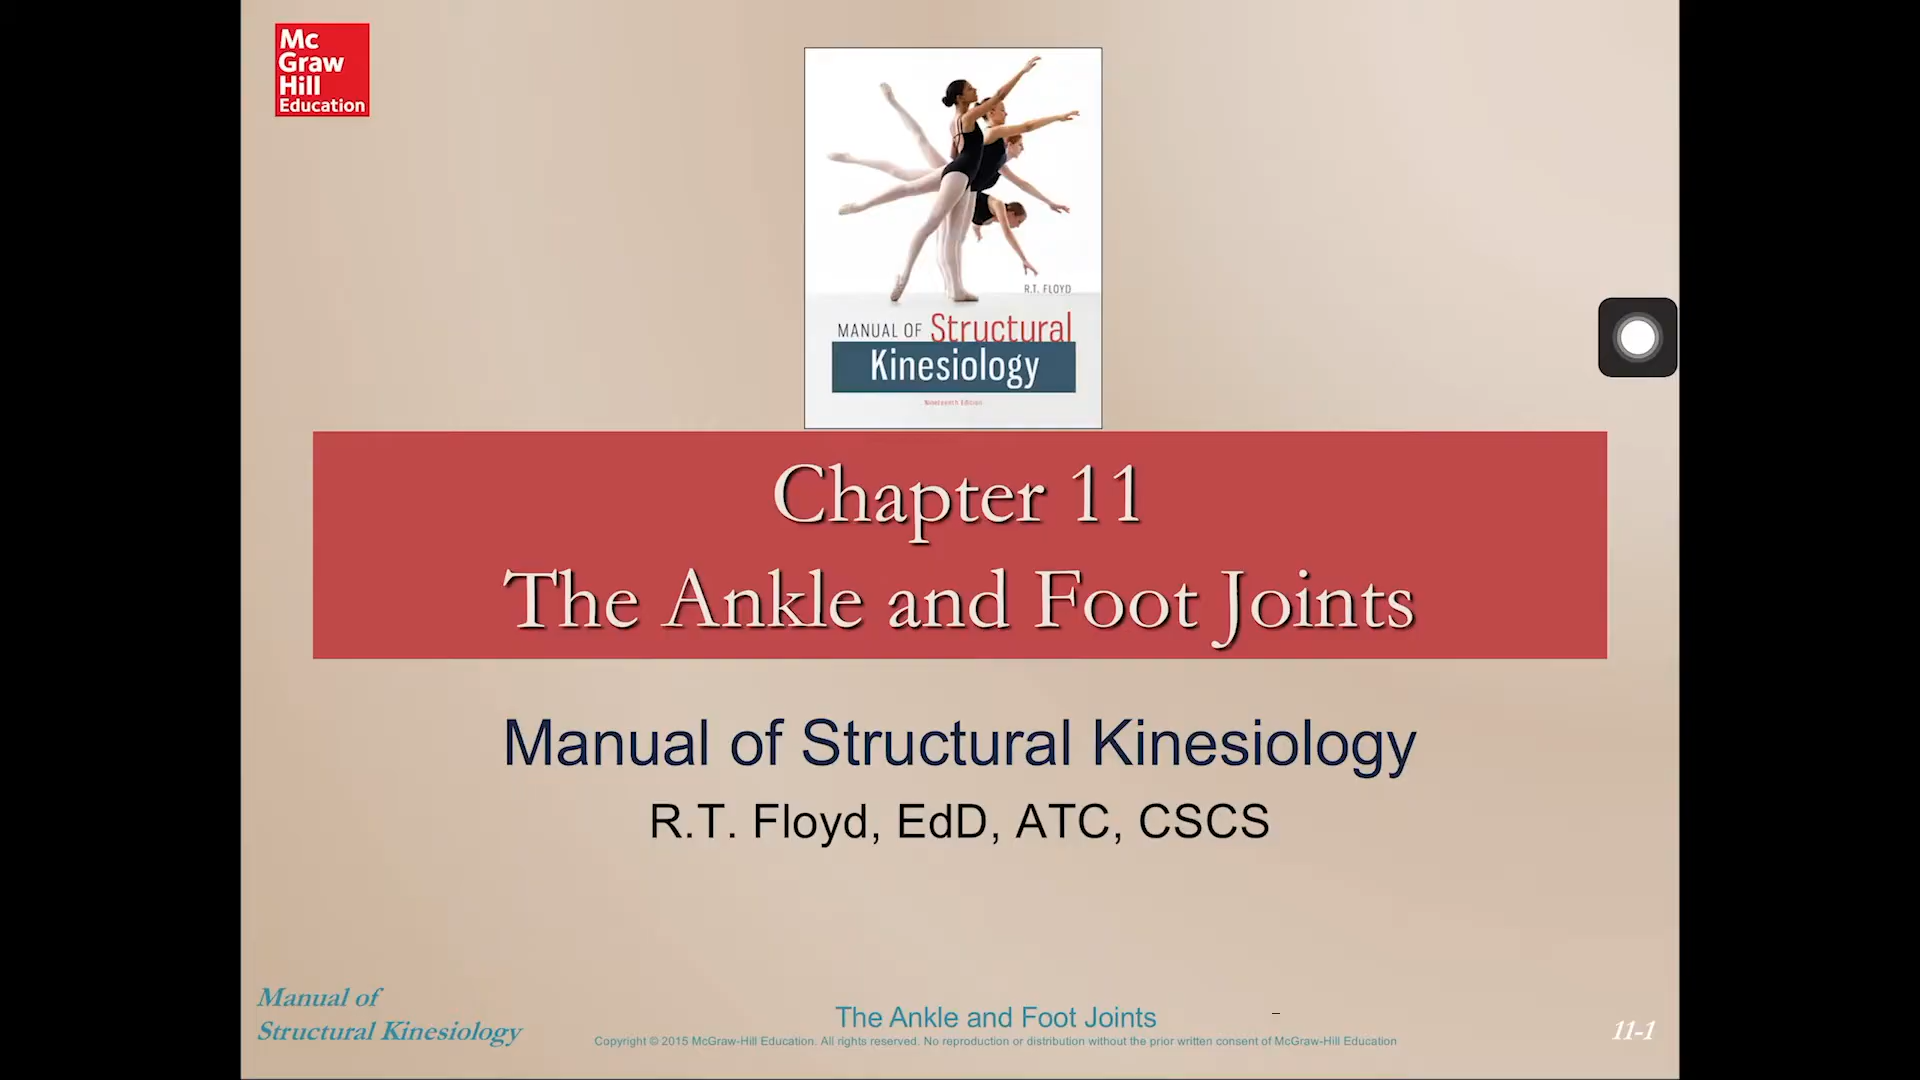 Mc
Graw
Hill
Education
R.T. FLOYD
MANUAL OF Structural
Kinesiology
Nineteenth Edition
Chapter 11
The Ankle and Foot Joints
Manual of Structural Kinesiology
R.T. Floyd, EdD, ATC, CSCS
Manual of
Structural Kinesiology
The Ankle and Foot Joints
Copyright © 2015 McGraw-Hill Education. All rights reserved. No reproduction or distribution without the prior written consent of McGraw-Hill Education
11-1